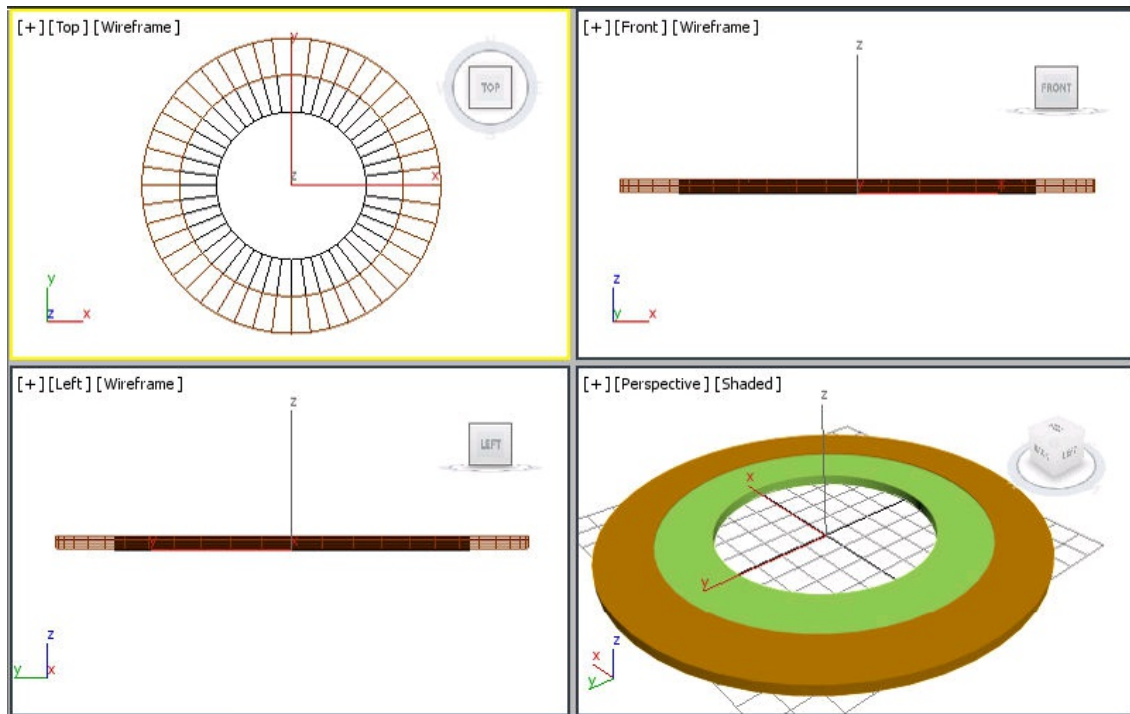 [+] [Top] [Wireframe]
y
TOP
E
z
x
y
z
x
[+] [Front] [Wireframe]
z
FRONT
x
z
y
x
[+] [Left] [Wireframe]
z
LEFT
y
x
z
y
x
[+] [Perspective] [Shaded]
z
LEFT
x
y
z
x
y